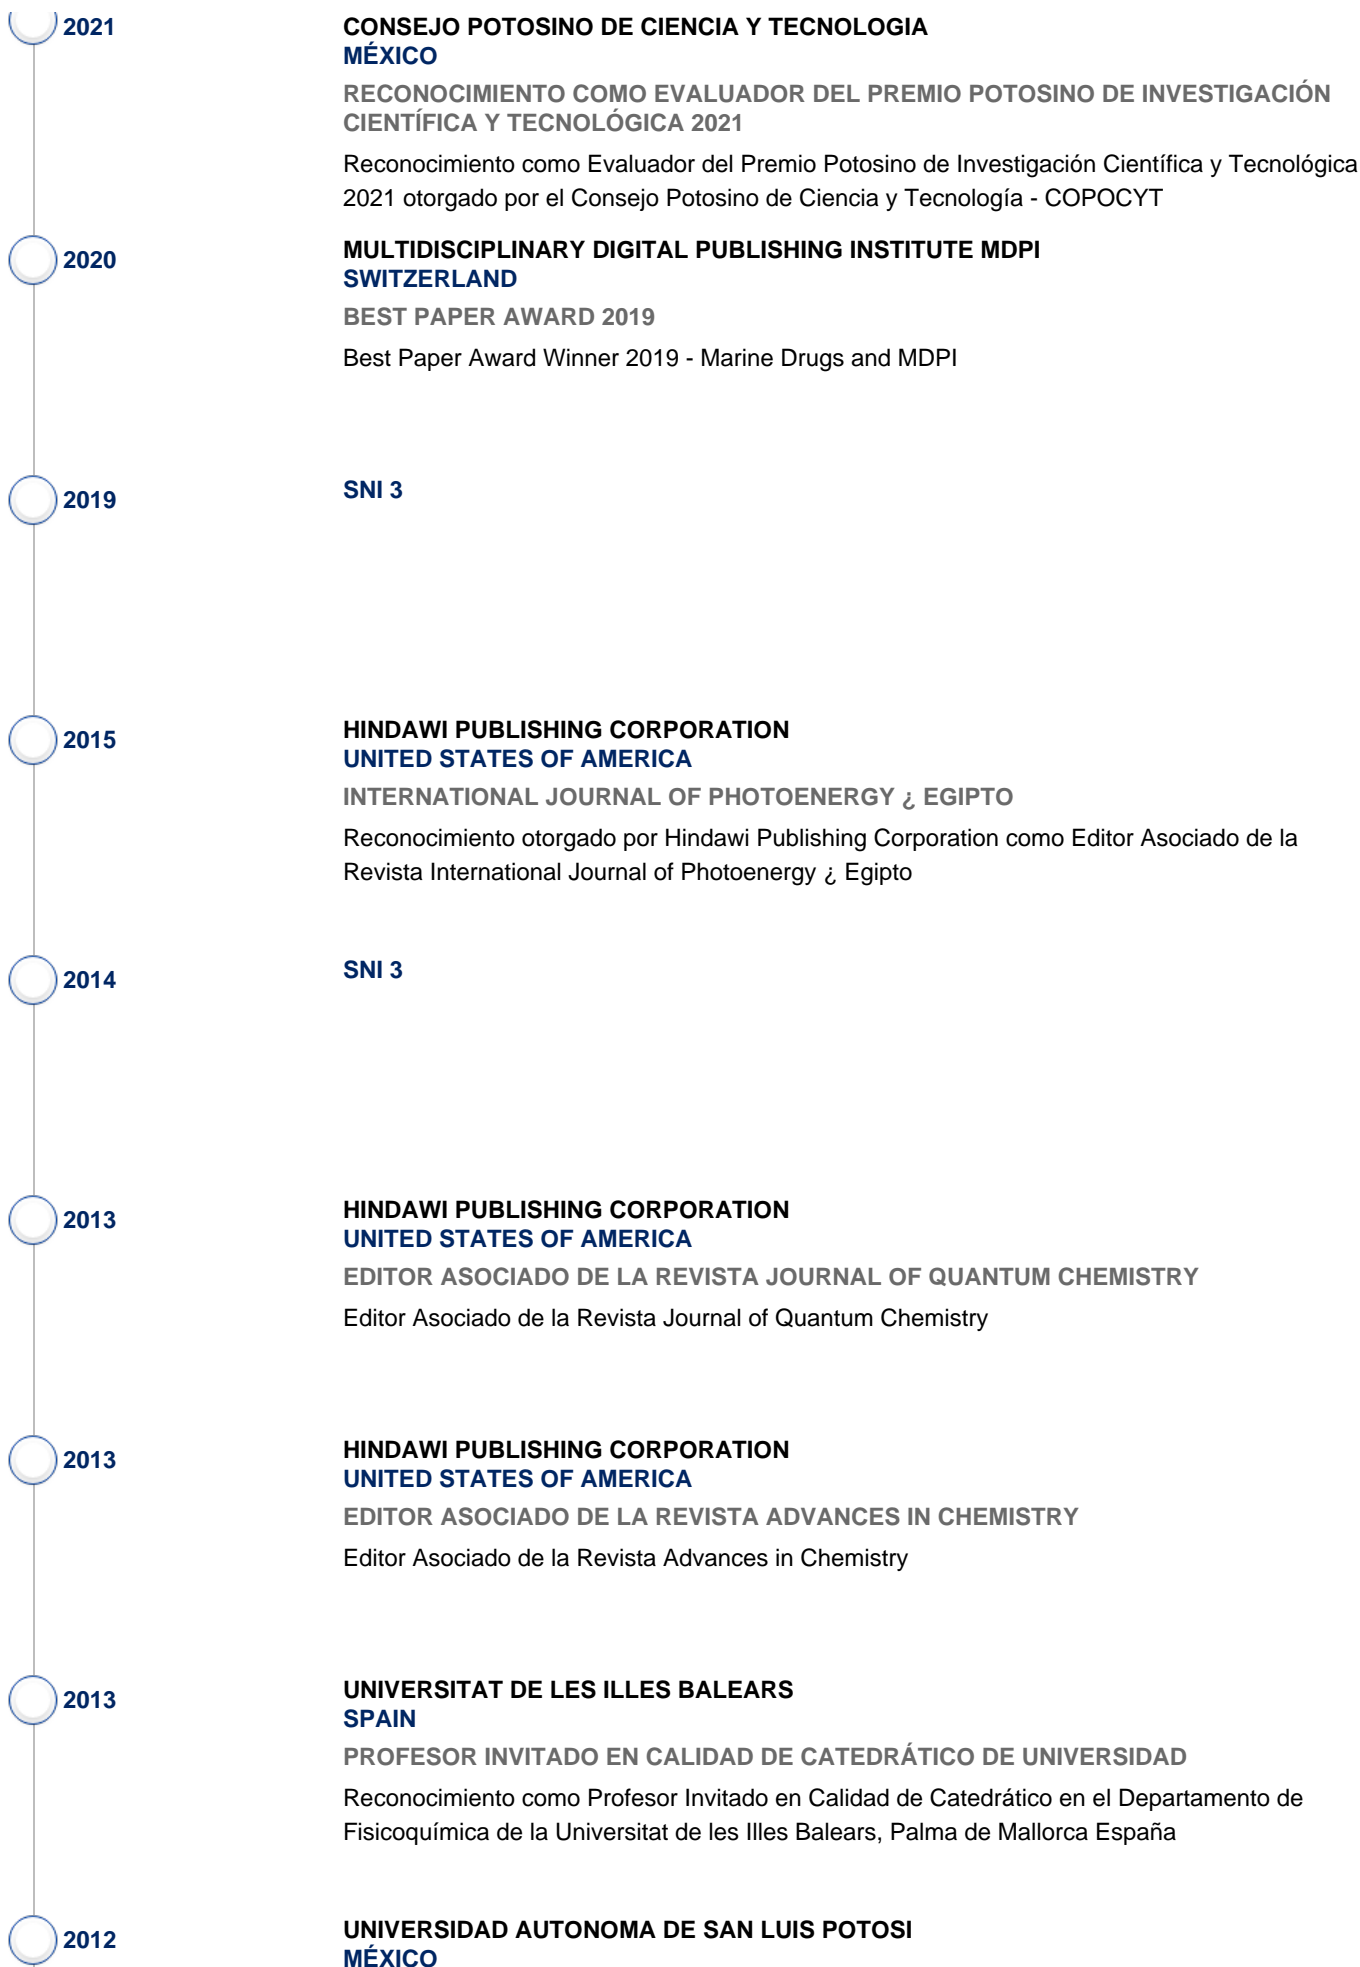 2021
CONSEJO POTOSINO DE CIENCIA Y TECNOLOGIA
MÉXICO
RECONOCIMIENTO COMO EVALUADOR DEL PREMIO POTOSINO DE INVESTIGACIÓN
CIENTÍFICA Y TECNOLÓGICA 2021
Reconocimiento como Evaluador del Premio Potosino de Investigación Científica y Tecnológica
2021 otorgado por el Consejo Potosino de Ciencia y Tecnología - COPOCYT
2020
MULTIDISCIPLINARY DIGITAL PUBLISHING INSTITUTE MDPI
SWITZERLAND
BEST PAPER AWARD 2019
Best Paper Award Winner 2019 - Marine Drugs and MDPI
2019
SNI 3
2015
HINDAWI PUBLISHING CORPORATION
UNITED STATES OF AMERICA
INTERNATIONAL JOURNAL OF PHOTOENERGY ¿ EGIPTO
Reconocimiento otorgado por Hindawi Publishing Corporation como Editor Asociado de la
Revista International Journal of Photoenergy ¿ Egipto
2014
SNI 3
2013
HINDAWI PUBLISHING CORPORATION
UNITED STATES OF AMERICA
EDITOR ASOCIADO DE LA REVISTA JOURNAL OF QUANTUM CHEMISTRY
Editor Asociado de la Revista Journal of Quantum Chemistry
2013
HINDAWI PUBLISHING CORPORATION
UNITED STATES OF AMERICA
EDITOR ASOCIADO DE LA REVISTA ADVANCES IN CHEMISTRY
Editor Asociado de la Revista Advances in Chemistry
2013
UNIVERSITAT DE LES ILLES BALEARS
SPAIN
PROFESOR INVITADO EN CALIDAD DE CATEDRÁTICO DE UNIVERSIDAD
Reconocimiento como Profesor Invitado en Calidad de Catedrático en el Departamento de
Fisicoquímica de la Universitat de les Illes Balears, Palma de Mallorca España
2012
UNIVERSIDAD AUTONOMA DE SAN LUIS POTOSI
MÉXICO